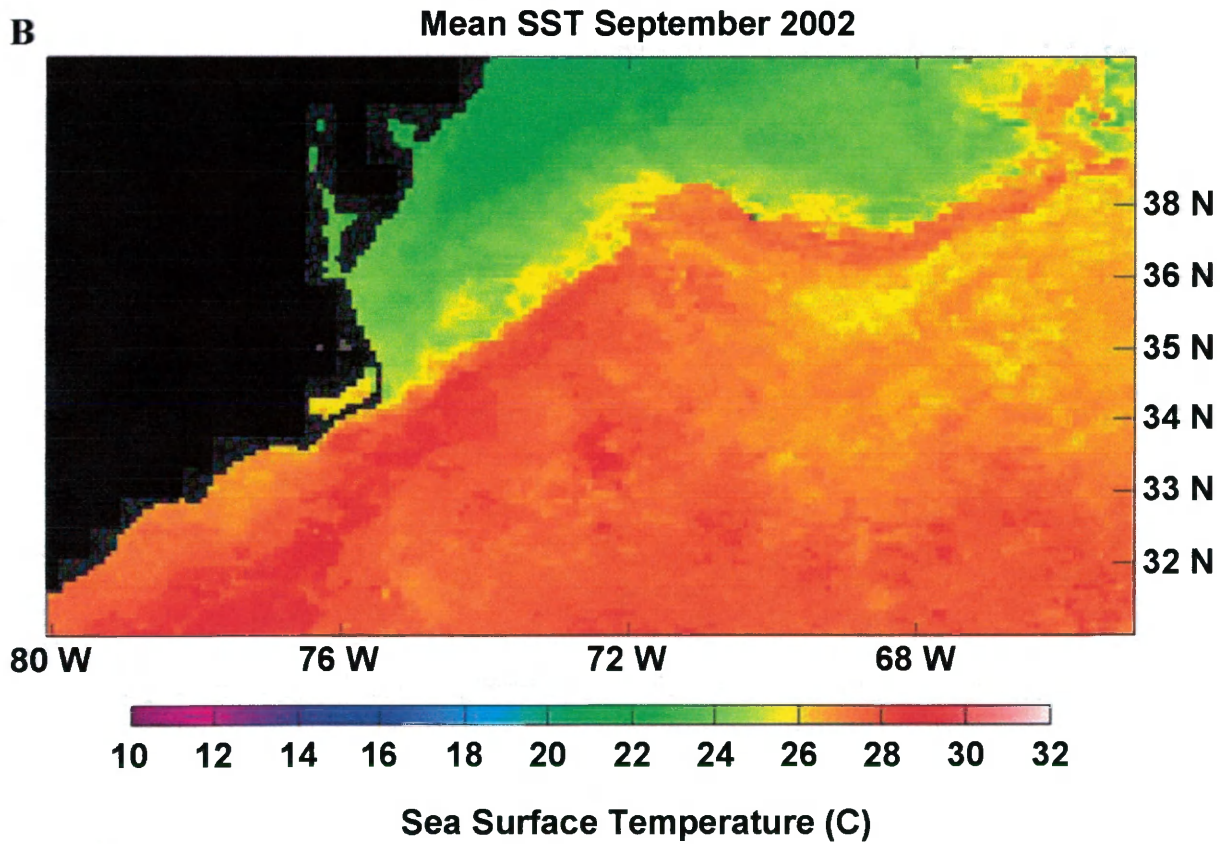 B
Mean SST September 2002
38 N
36 N
35 N
34 N
33 N
32 N
80 W 76 W 72 W 68 W
10 12 14 16 18 20 22 24 26 28 30 32
Sea Surface Temperature (C)